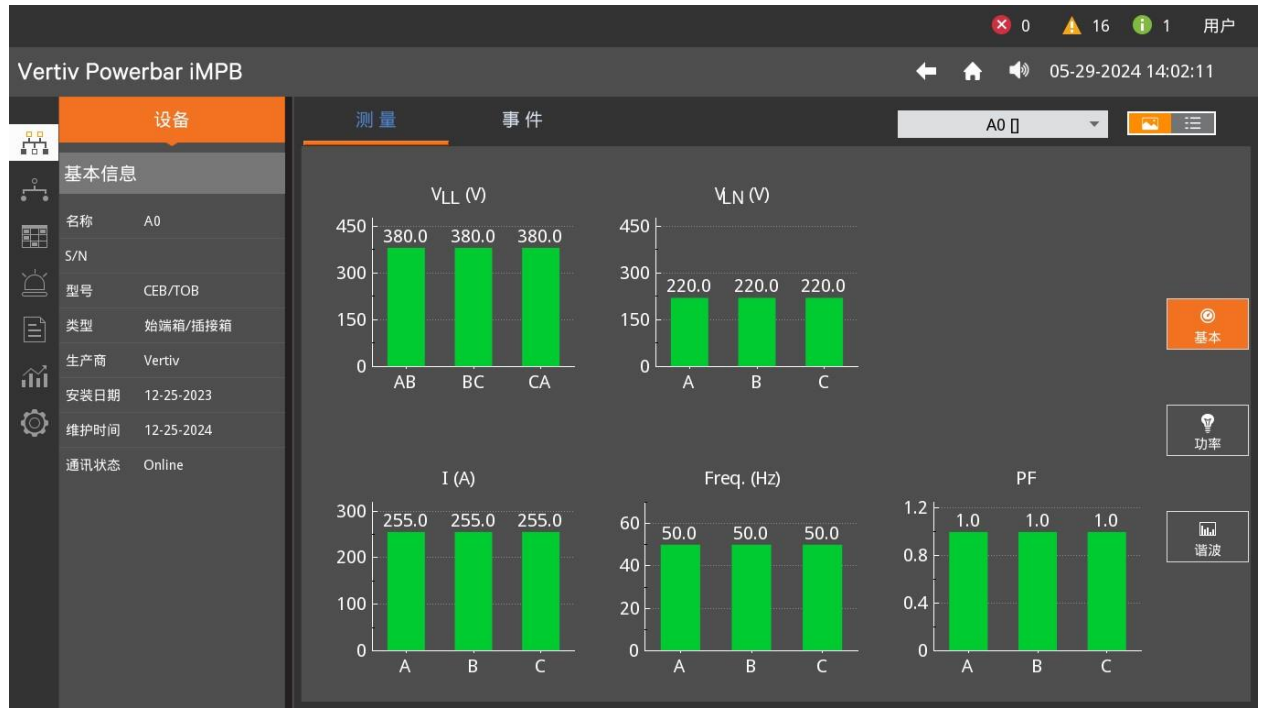 0 16 1 用户
Vertiv Powerbar iMPB
05-29-2024 14:02:11
设备
测量 事件
A0 []
基本信息
名称 A0
S/N
型号 CEB/TOB
类型 始端箱/插接箱
生产商 Vertiv
安装日期 12-25-2023
维护时间 12-25-2024
通讯状态 Online
VLL (V)
450
300
150
0
380.0 380.0 380.0
AB BC CA
VLN (V)
450
300
150
0
220.0 220.0 220.0
A B C
I (A)
300
200
100
0
255.0 255.0 255.0
A B C
Freq. (Hz)
60
40
20
0
50.0 50.0 50.0
A B C
PF
1.2
0.8
0.4
0
1.0 1.0 1.0
A B C
基本
功率
谐波